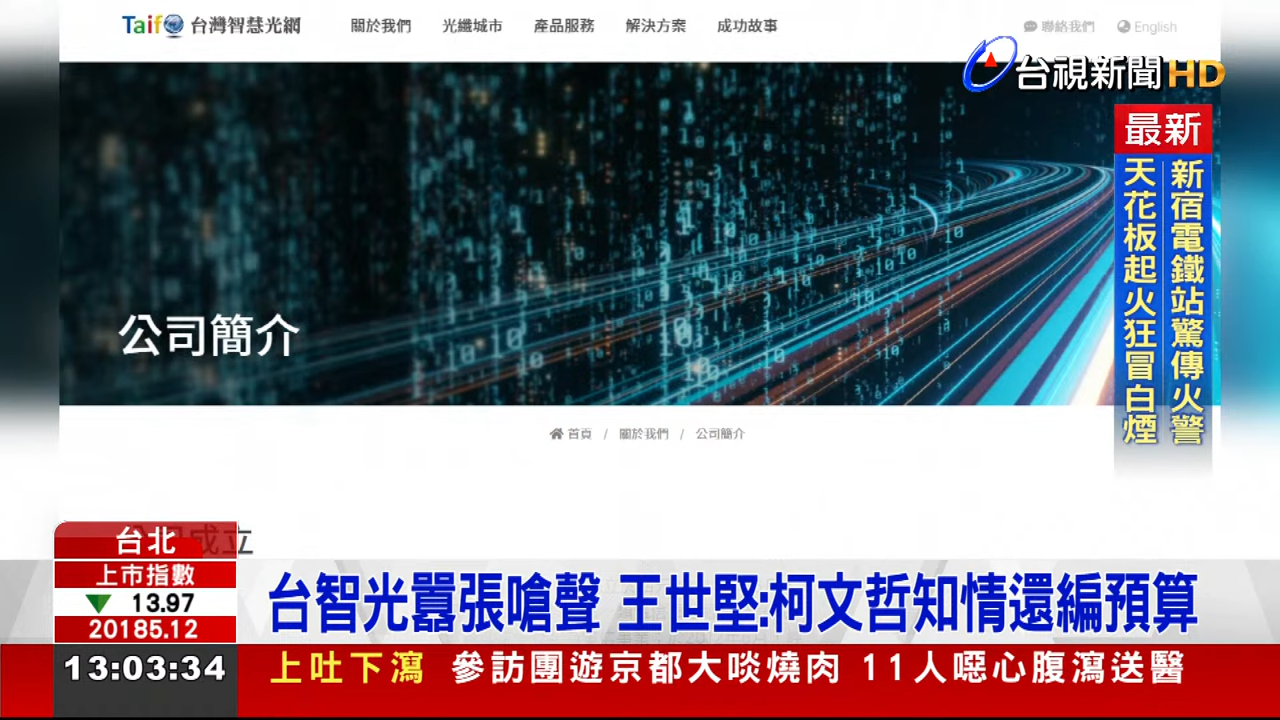 Taif 台灣智慧光網 關於我們 光纖城市 產品服務 解決方案 成功故事 聯絡我們 English
台視新聞HD
最新
新宿電鐵站驚傳火警
天花板起火狂冒白煙
公司簡介
首頁 / 關於我們 / 公司簡介
公司成立
台北
上市指數
▼ 13.97
20185.12
台智光囂張嗆聲 王世堅:柯文哲知情還編預算
13:03:34
上吐下瀉 參訪團遊京都大啖燒肉 11人噁心腹瀉送醫